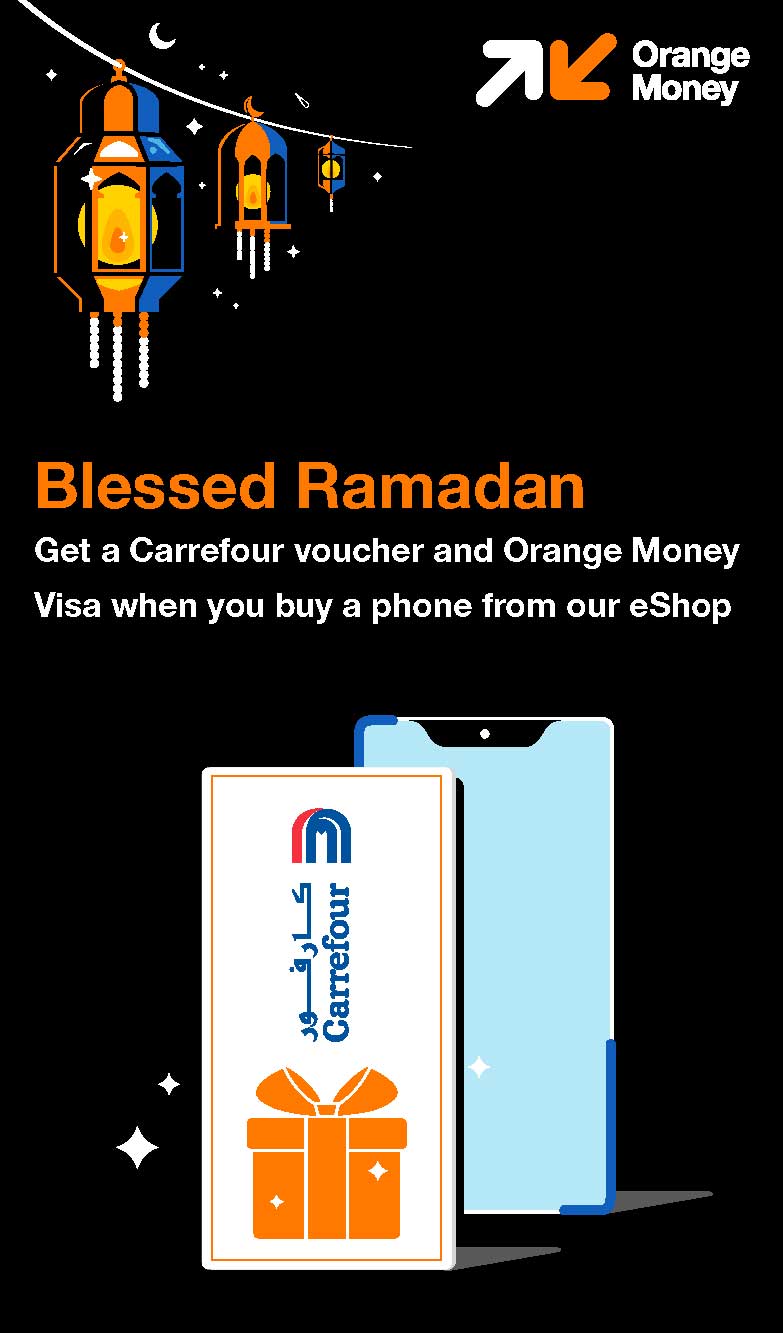 Orange
Money
Blessed Ramadan
Get a Carrefour voucher and Orange Money
Visa when you buy a phone from our eShop
كارفور
Carrefour